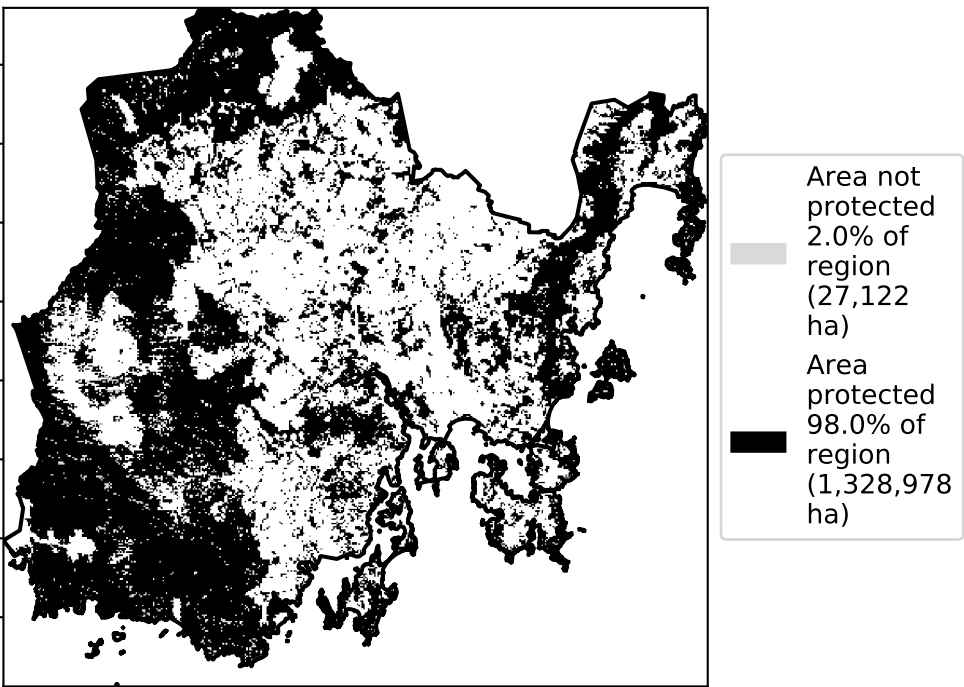 Area not
protected
2.0% of
region
(27,122
ha)
Area
protected
98.0% of
region
(1,328,978
ha)